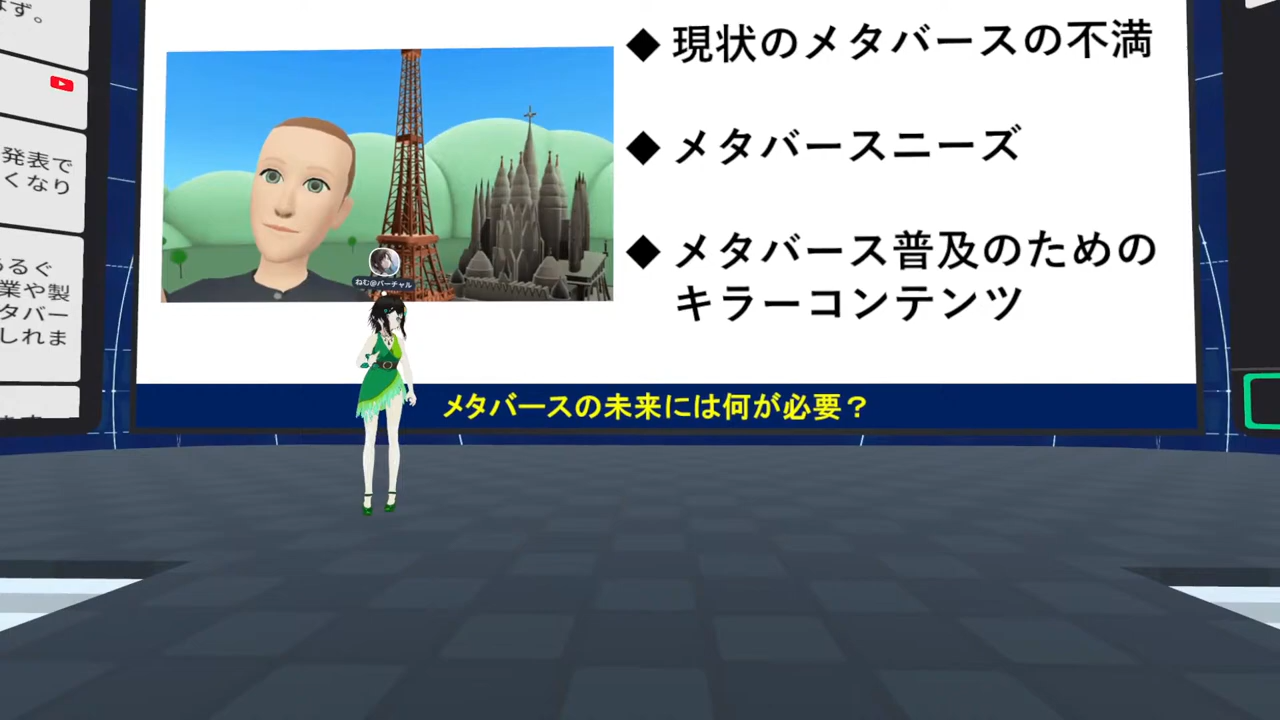 ず。
発表で
くなり
るぐ
業や製
タバー
しれま
◆ 現状のメタバースの不満
◆ メタバースニーズ
◆ メタバース普及のための
キラーコンテンツ
ねむ@バーチャル
メタバースの未来には何が必要？